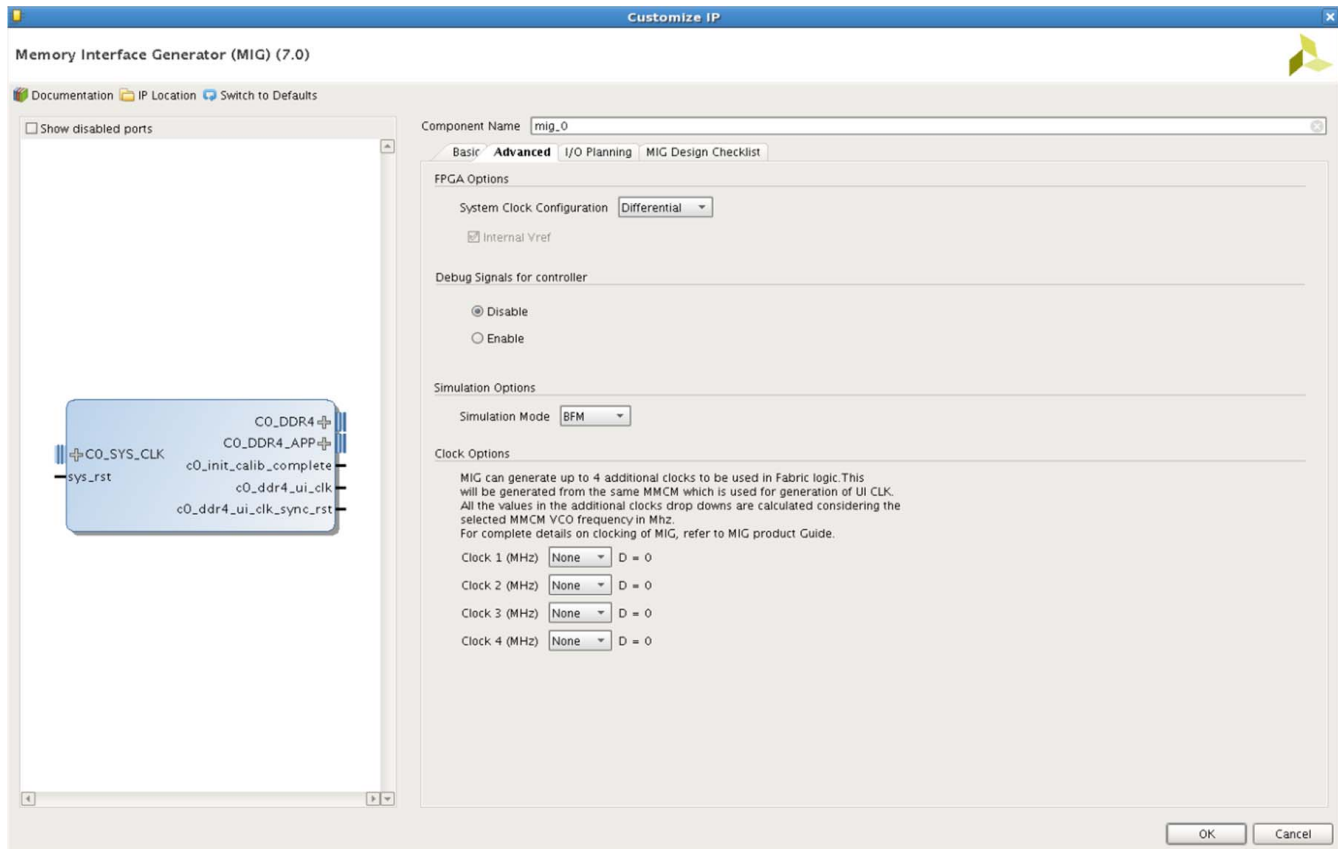 Customize IP
Memory Interface Generator (MIG) (7.0)
Documentation IP Location Switch to Defaults
Show disabled ports
C0_DDR4
C0_DDR4_APP
C0_SYS_CLK
c0_init_calib_complete
sys_rst
c0_ddr4_ui_clk
c0_ddr4_ui_clk_sync_rst
Component Name mig_0
Basic Advanced I/O Planning MIG Design Checklist
FPGA Options
System Clock Configuration Differential
Internal Vref
Debug Signals for controller
Disable
Enable
Simulation Options
Simulation Mode BFM
Clock Options
MIG can generate up to 4 additional clocks to be used in Fabric logic.This
will be generated from the same MMCM which is used for generation of UI CLK.
All the values in the additional clocks drop downs are calculated considering the
selected MMCM VCO frequency in Mhz.
For complete details on clocking of MIG, refer to MIG product Guide.
Clock 1 (MHz) None D = 0
Clock 2 (MHz) None D = 0
Clock 3 (MHz) None D = 0
Clock 4 (MHz) None D = 0
OK Cancel